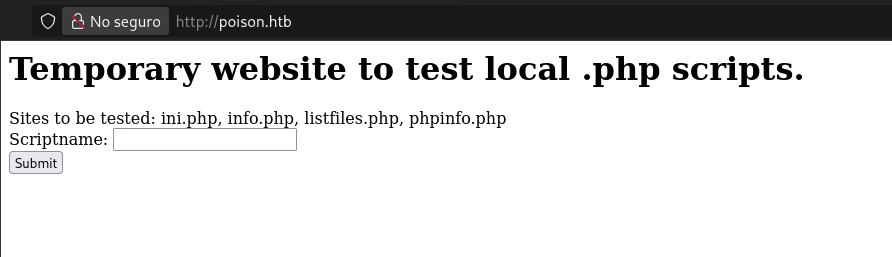 No seguro http://poison.htb
Temporary website to test local .php scripts.
Sites to be tested: ini.php, info.php, listfiles.php, phpinfo.php
Scriptname:
Submit